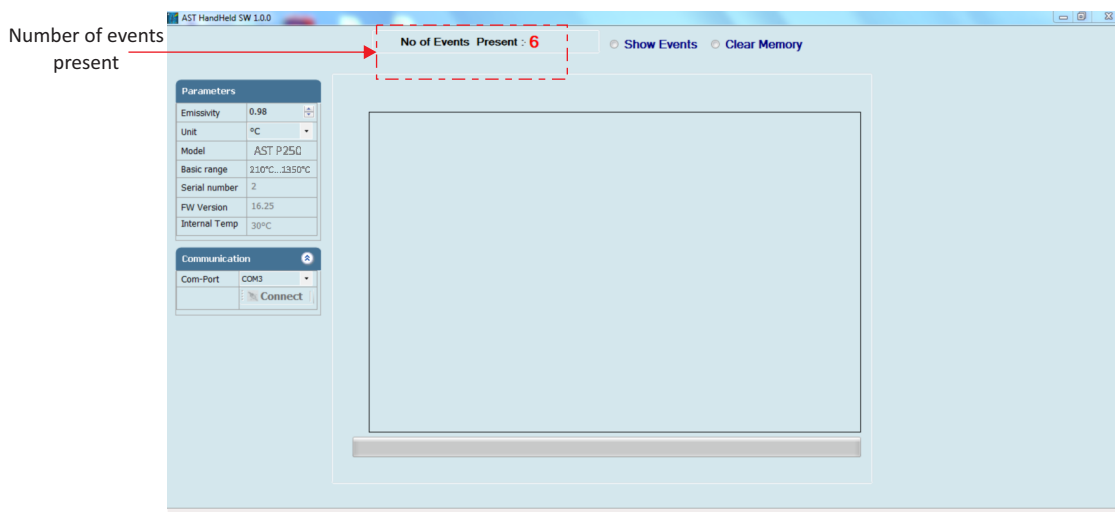 AST HandHeld SW 1.0.0
Number of events
present
No of Events Present : 6
Show Events
Clear Memory
Parameters
Emissivity 0.98
Unit °C
Model AST P250
Basic range 210°C...1350°C
Serial number 2
FW Version 16.25
Internal Temp 30°C
Communication
Com-Port COM3
Connect